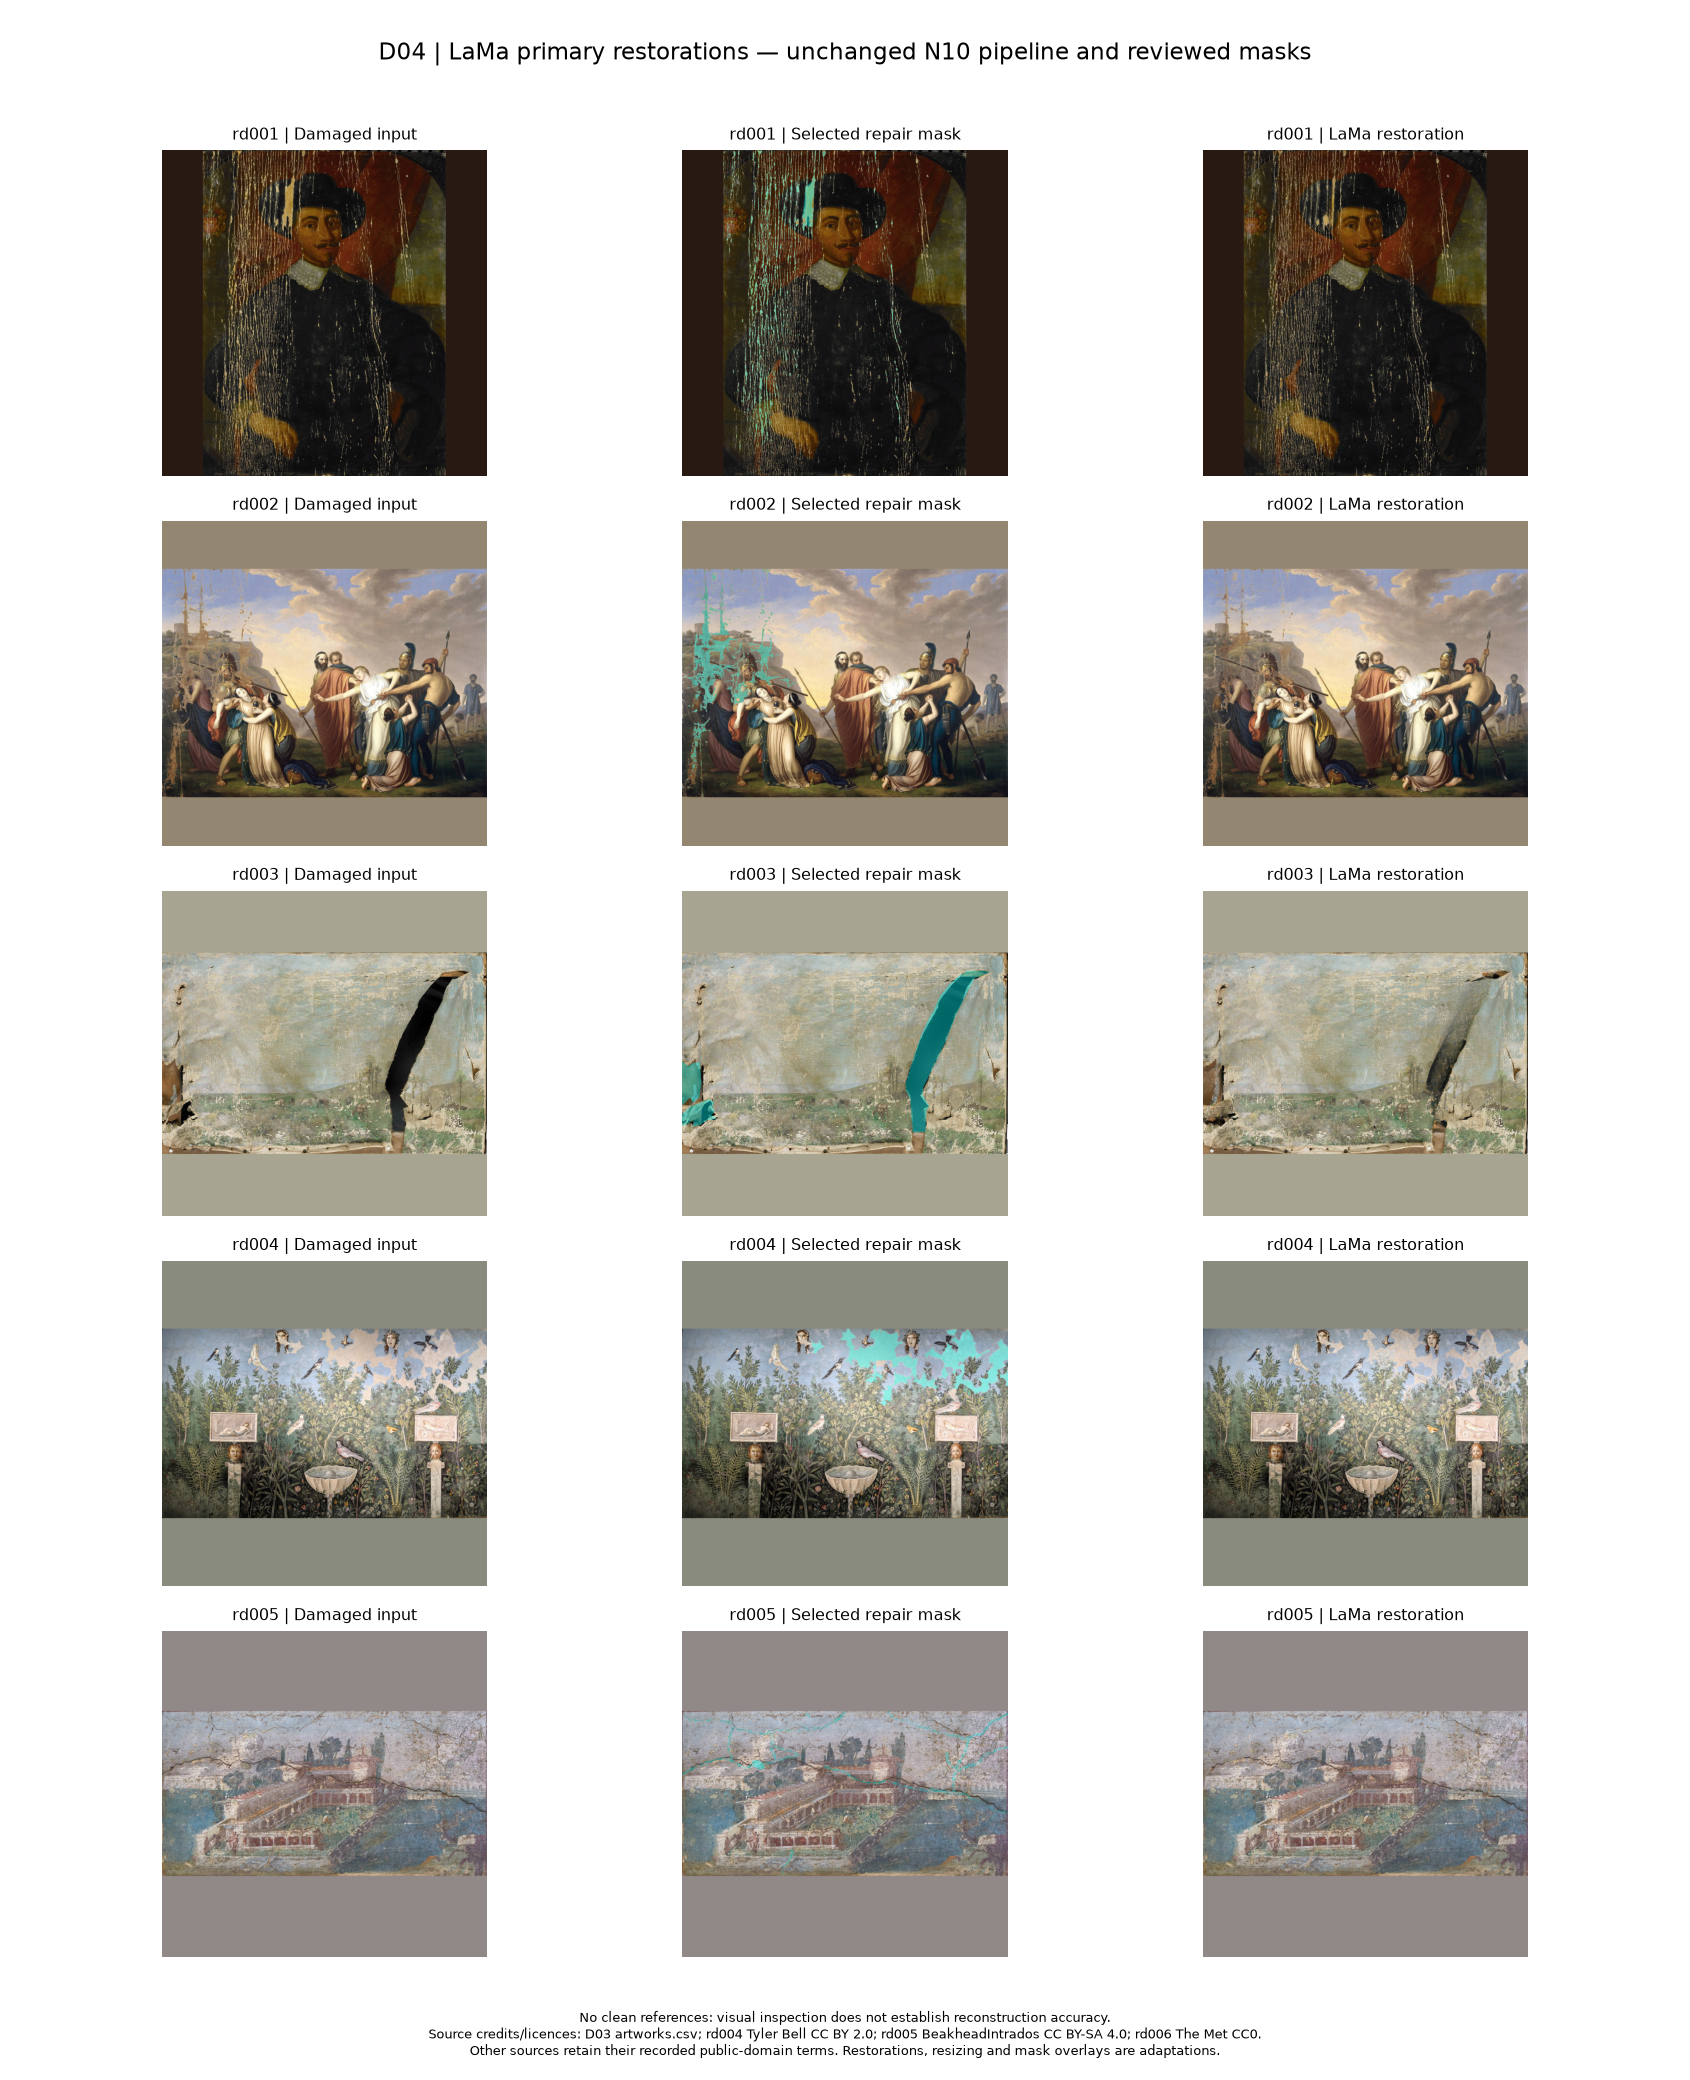 D04 | LaMa primary restorations — unchanged N10 pipeline and reviewed masks
rd001 | Damaged input
rd001 | Selected repair mask
rd001 | LaMa restoration
rd002 | Damaged input
rd002 | Selected repair mask
rd002 | LaMa restoration
rd003 | Damaged input
rd003 | Selected repair mask
rd003 | LaMa restoration
rd004 | Damaged input
rd004 | Selected repair mask
rd004 | LaMa restoration
rd005 | Damaged input
rd005 | Selected repair mask
rd005 | LaMa restoration
No clean references: visual inspection does not establish reconstruction accuracy.
Source credits/licences: D03 artworks.csv; rd004 Tyler Bell CC BY 2.0; rd005 BeakheadIntrados CC BY-SA 4.0; rd006 The Met CC0.
Other sources retain their recorded public-domain terms. Restorations, resizing and mask overlays are adaptations.